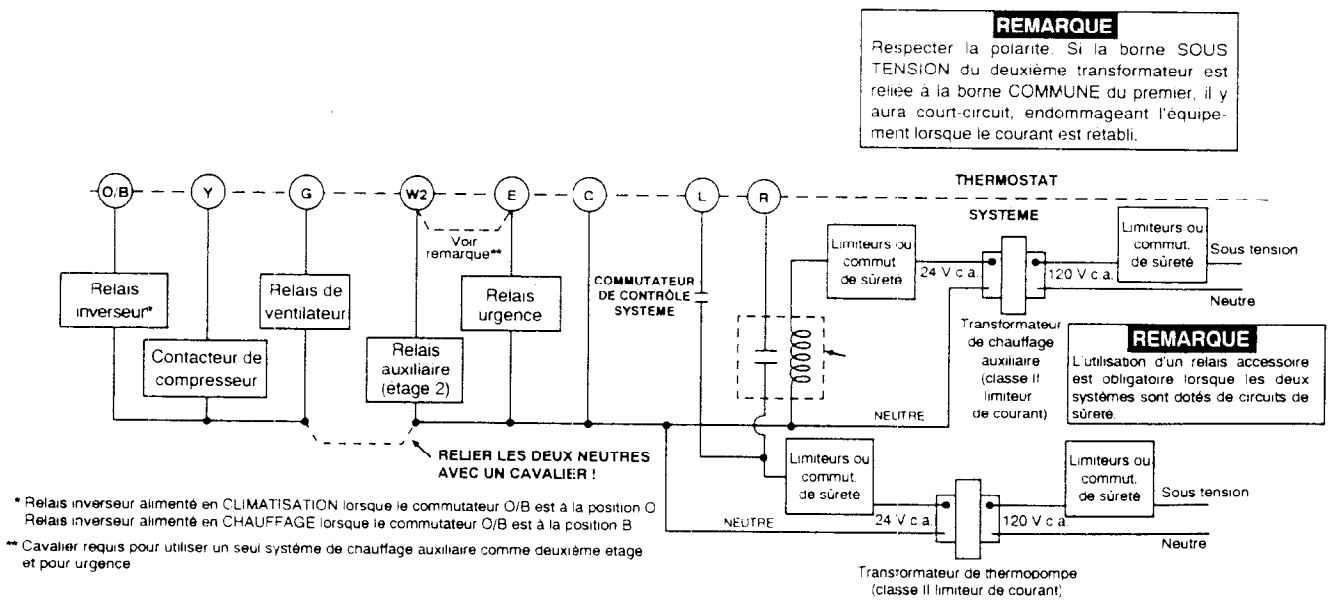 REMARQUE
Respecter la polarite. Si la borne SOUS
TENSION du deuxième transformateur est
reliée à la borne COMMUNE du premier, il y
aura court-circuit, endommageant l'équipe-
ment lorsque le courant est rétabli.
O/B
Y
G
W2
E
C
L
R
THERMOSTAT
SYSTEME
Voir
remarque**
Relais
inverseur*
Contacteur de
compresseur
Relais de
ventilateur
Relais
auxiliaire
(étage 2)
Relais
urgence
COMMUTATEUR
DE CONTRÔLE
SYSTEME
Limiteurs ou
commut
de sûreté
24 V c.a.
120 V c.a.
Limiteurs ou
commut.
de sûreté
Sous tension
Neutre
Transformateur
de chauffage
auxiliaire
(classe II
limiteur
de courant)
REMARQUE
L'utilisation d'un relais accessoire
est obligatoire lorsque les deux
systèmes sont dotés de circuits de
sûreté.
NEUTRE
RELIER LES DEUX NEUTRES
AVEC UN CAVALIER !
Limiteurs ou
commut.
de sûreté
NEUTRE
24 V c.a.
120 V c.a.
Limiteurs ou
commut.
de sûreté
Sous tension
Neutre
Transformateur de thermopompe
(classe II limiteur de courant)
* Relais inverseur alimenté en CLIMATISATION lorsque le commutateur O/B est à la position O
Relais inverseur alimenté en CHAUFFAGE lorsque le commutateur O/B est à la position B
** Cavalier requis pour utiliser un seul système de chauffage auxiliaire comme deuxième étage
et pour urgence